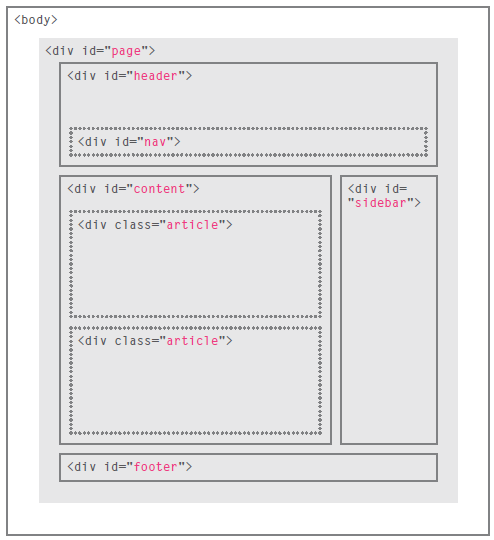 <body>
<div id="page">
<div id="header">
<div id="nav">
<div id="content">
<div class="article">
<div class="article">
<div id=
"sidebar">
<div id="footer">